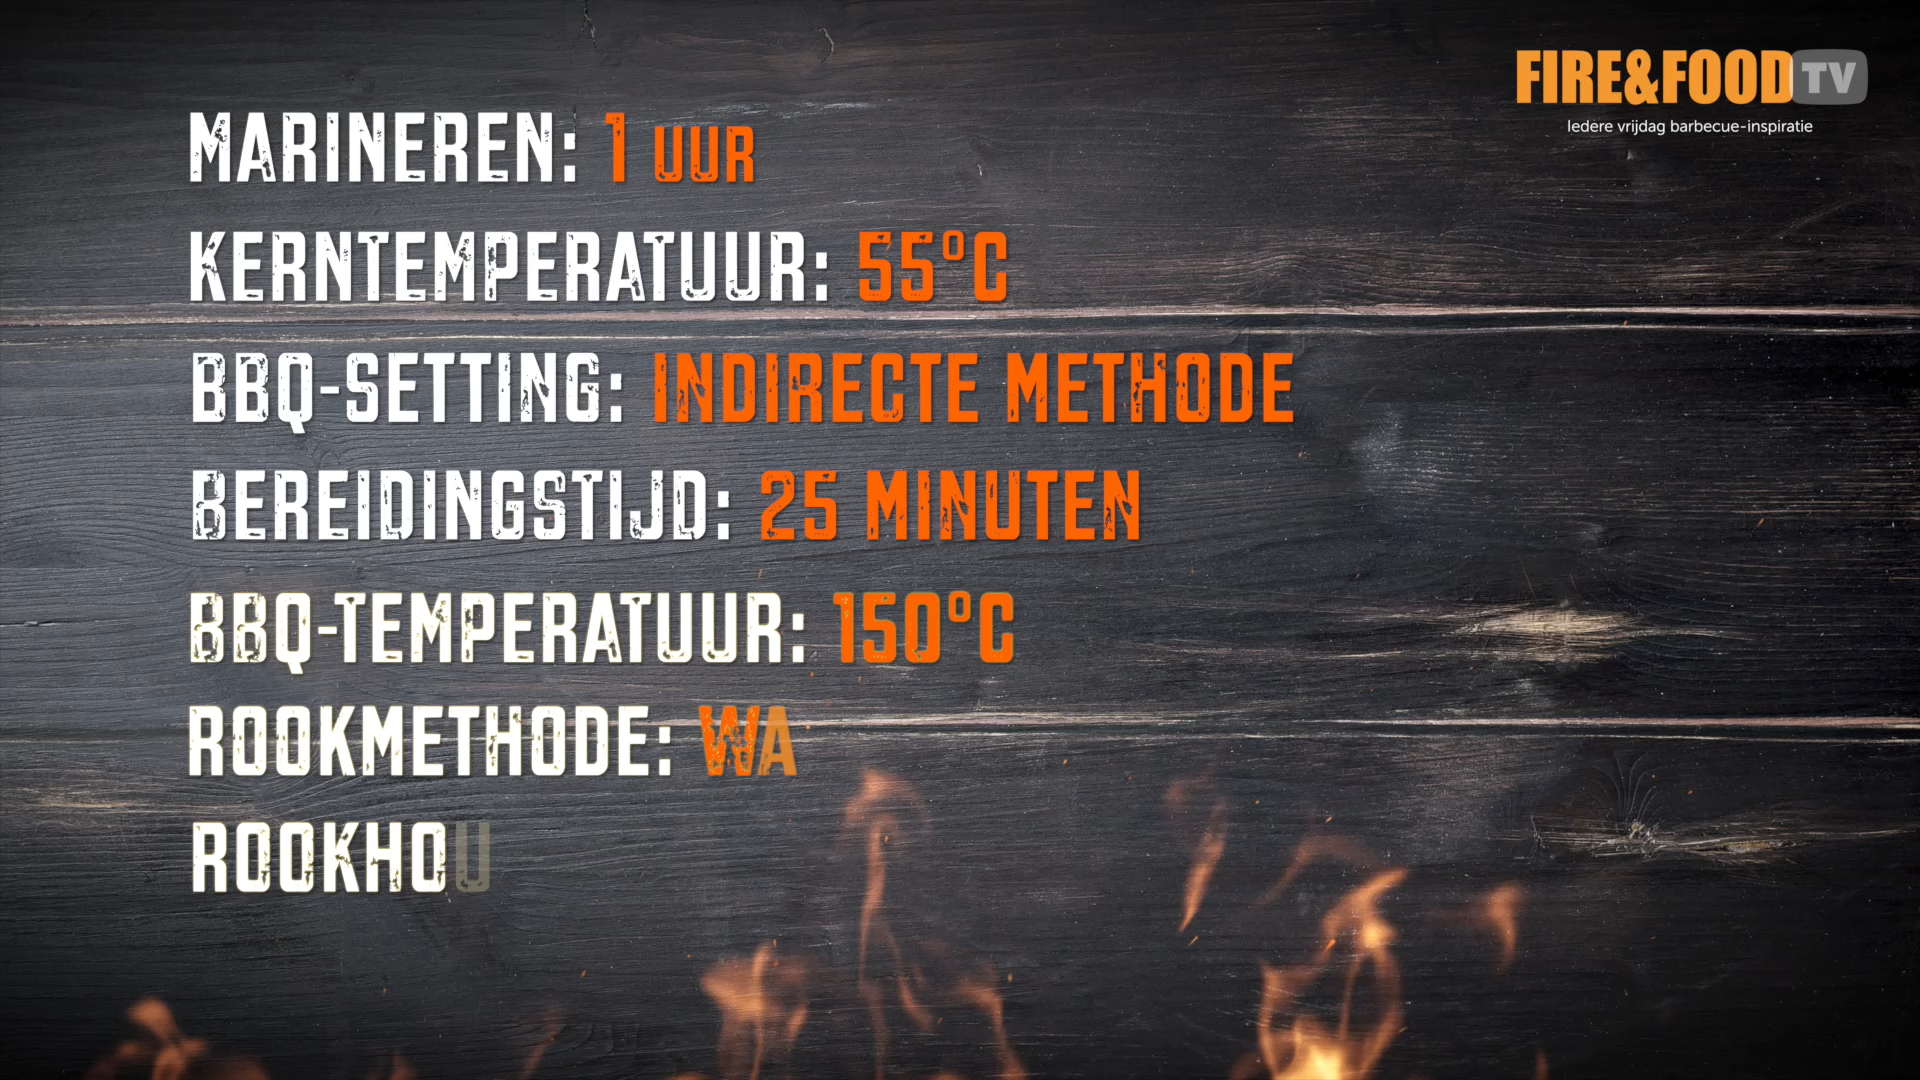 FIRE&FOOD TV
Iedere vrijdag barbecue-inspiratie
MARINEREN: 1 UUR
KERNTEMPERATUUR: 55°C
BBQ-SETTING: INDIRECTE METHODE
BEREIDINGSTIJD: 25 MINUTEN
BBQ-TEMPERATUUR: 150°C
ROOKMETHODE: WA
ROOKHOU